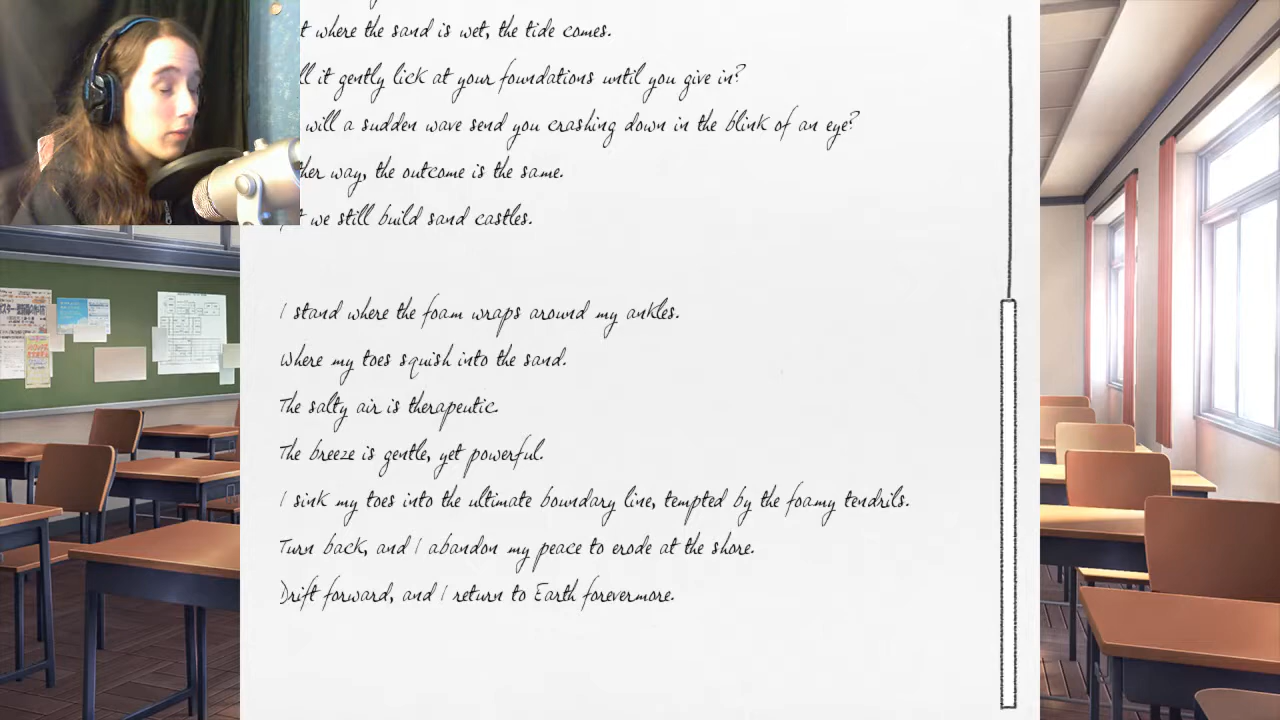 where the sand is wet, the tide comes.
it gently lick at your foundations until you give in?
will a sudden wave send you crashing down in the blink of an eye?
way, the outcome is the same.
we still build sand castles.
I stand where the foam wraps around my ankles.
Where my toes squish into the sand.
The salty air is therapeutic.
The breeze is gentle, yet powerful.
I sink my toes into the ultimate boundary line, tempted by the foamy tendrils.
Turn back, and I abandon my peace to erode at the shore.
Drift forward, and I return to Earth forevermore.